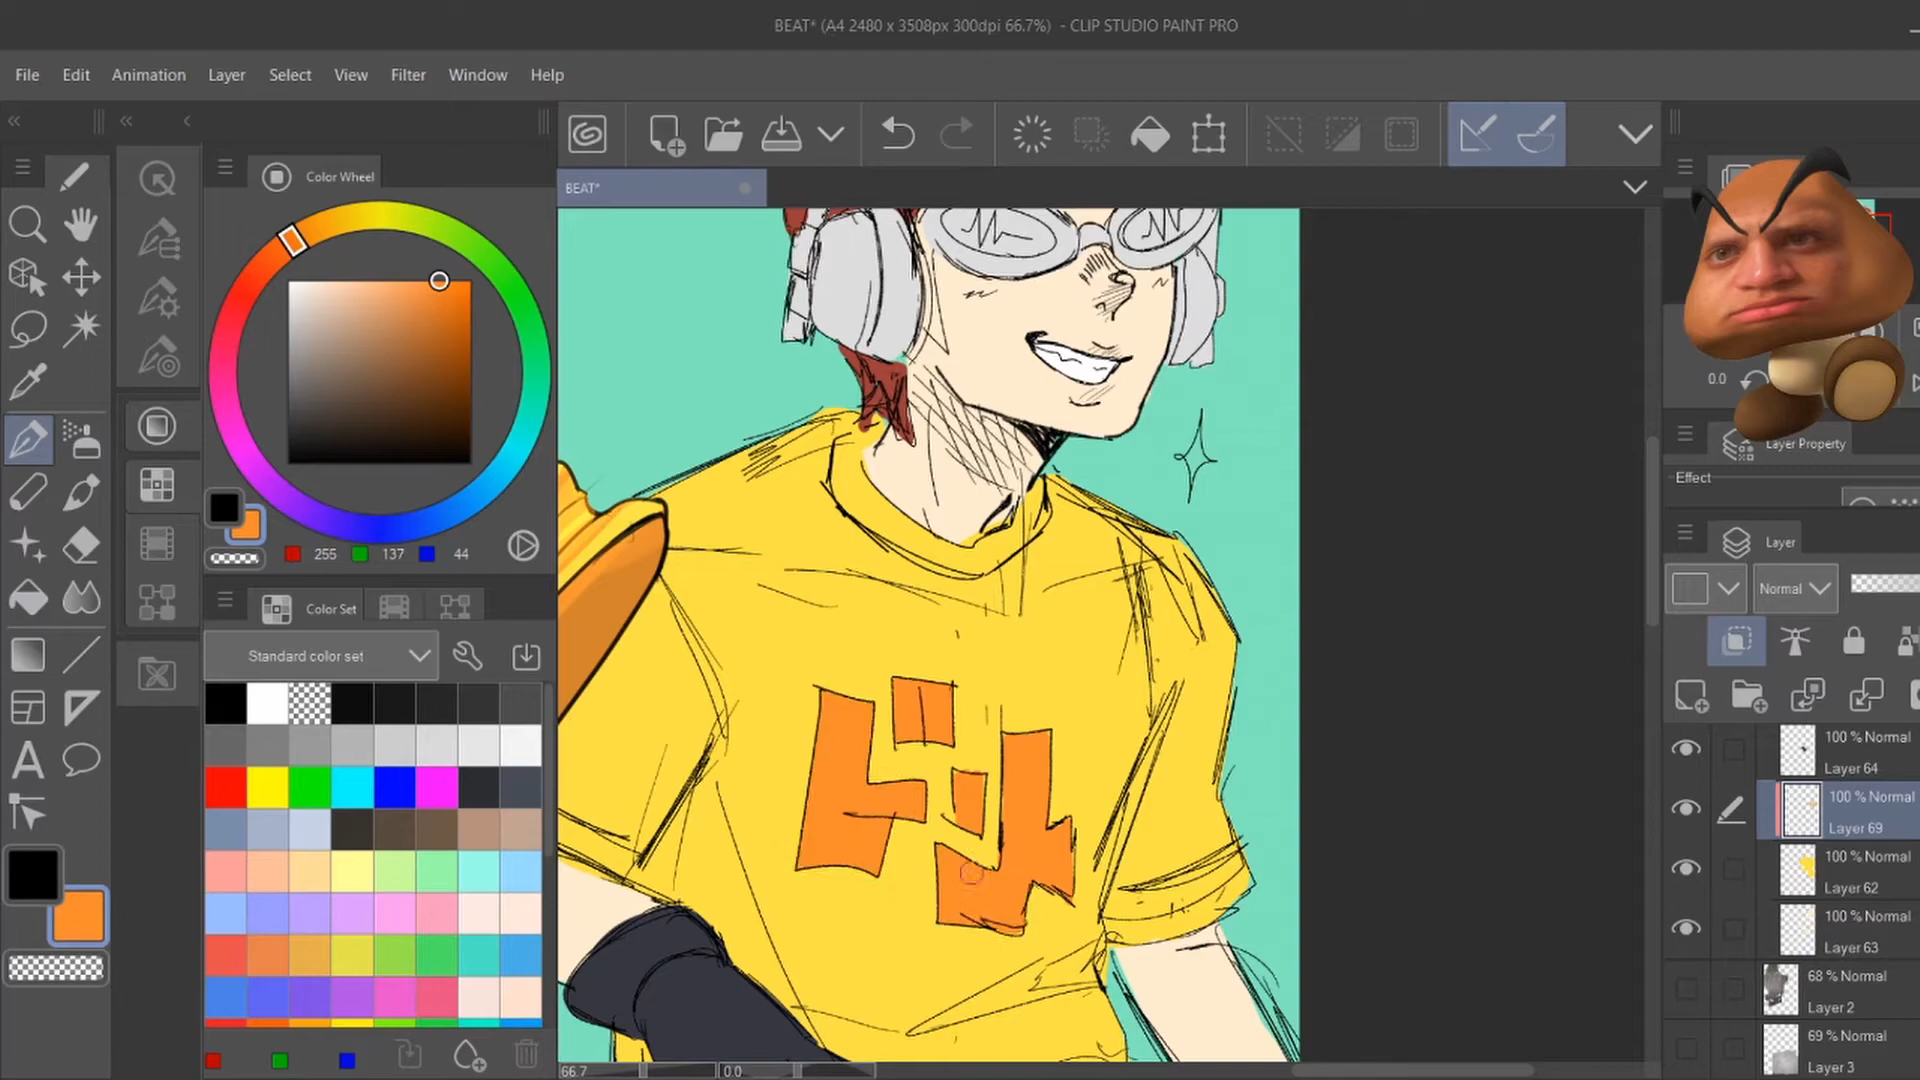 BEAT* (A4 2480 x 3508px 300dpi 66.7%) - CLIP STUDIO PAINT PRO
File Edit Animation Layer Select View Filter Window Help
Color Wheel
BEAT*
255 137 44
0.0
Layer Property
Effect
Color Set
Layer
Standard color set
Normal
100 % Normal
Layer 64
100 % Normal
Layer 69
100 % Normal
Layer 62
100 % Normal
Layer 63
68 % Normal
Layer 2
69 % Normal
Layer 3
66.7 0.0